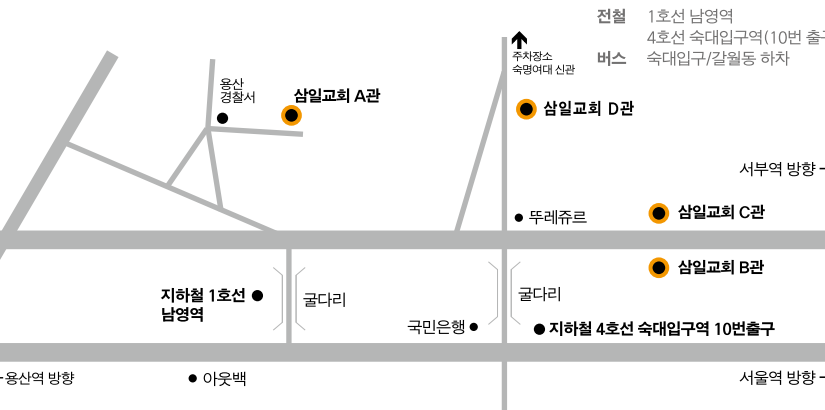 전철 1호선 남영역
4호선 숙대입구역(10번 출구
버스 숙대입구/갈월동 하차
주차장소
숙명여대 신관
용산
경찰서
삼일교회 A관
삼일교회 D관
서부역 방향
삼일교회 C관
뚜레쥬르
삼일교회 B관
지하철 1호선
남영역
굴다리
굴다리
국민은행
지하철 4호선 숙대입구역 10번출구
용산역 방향
아웃백
서울역 방향